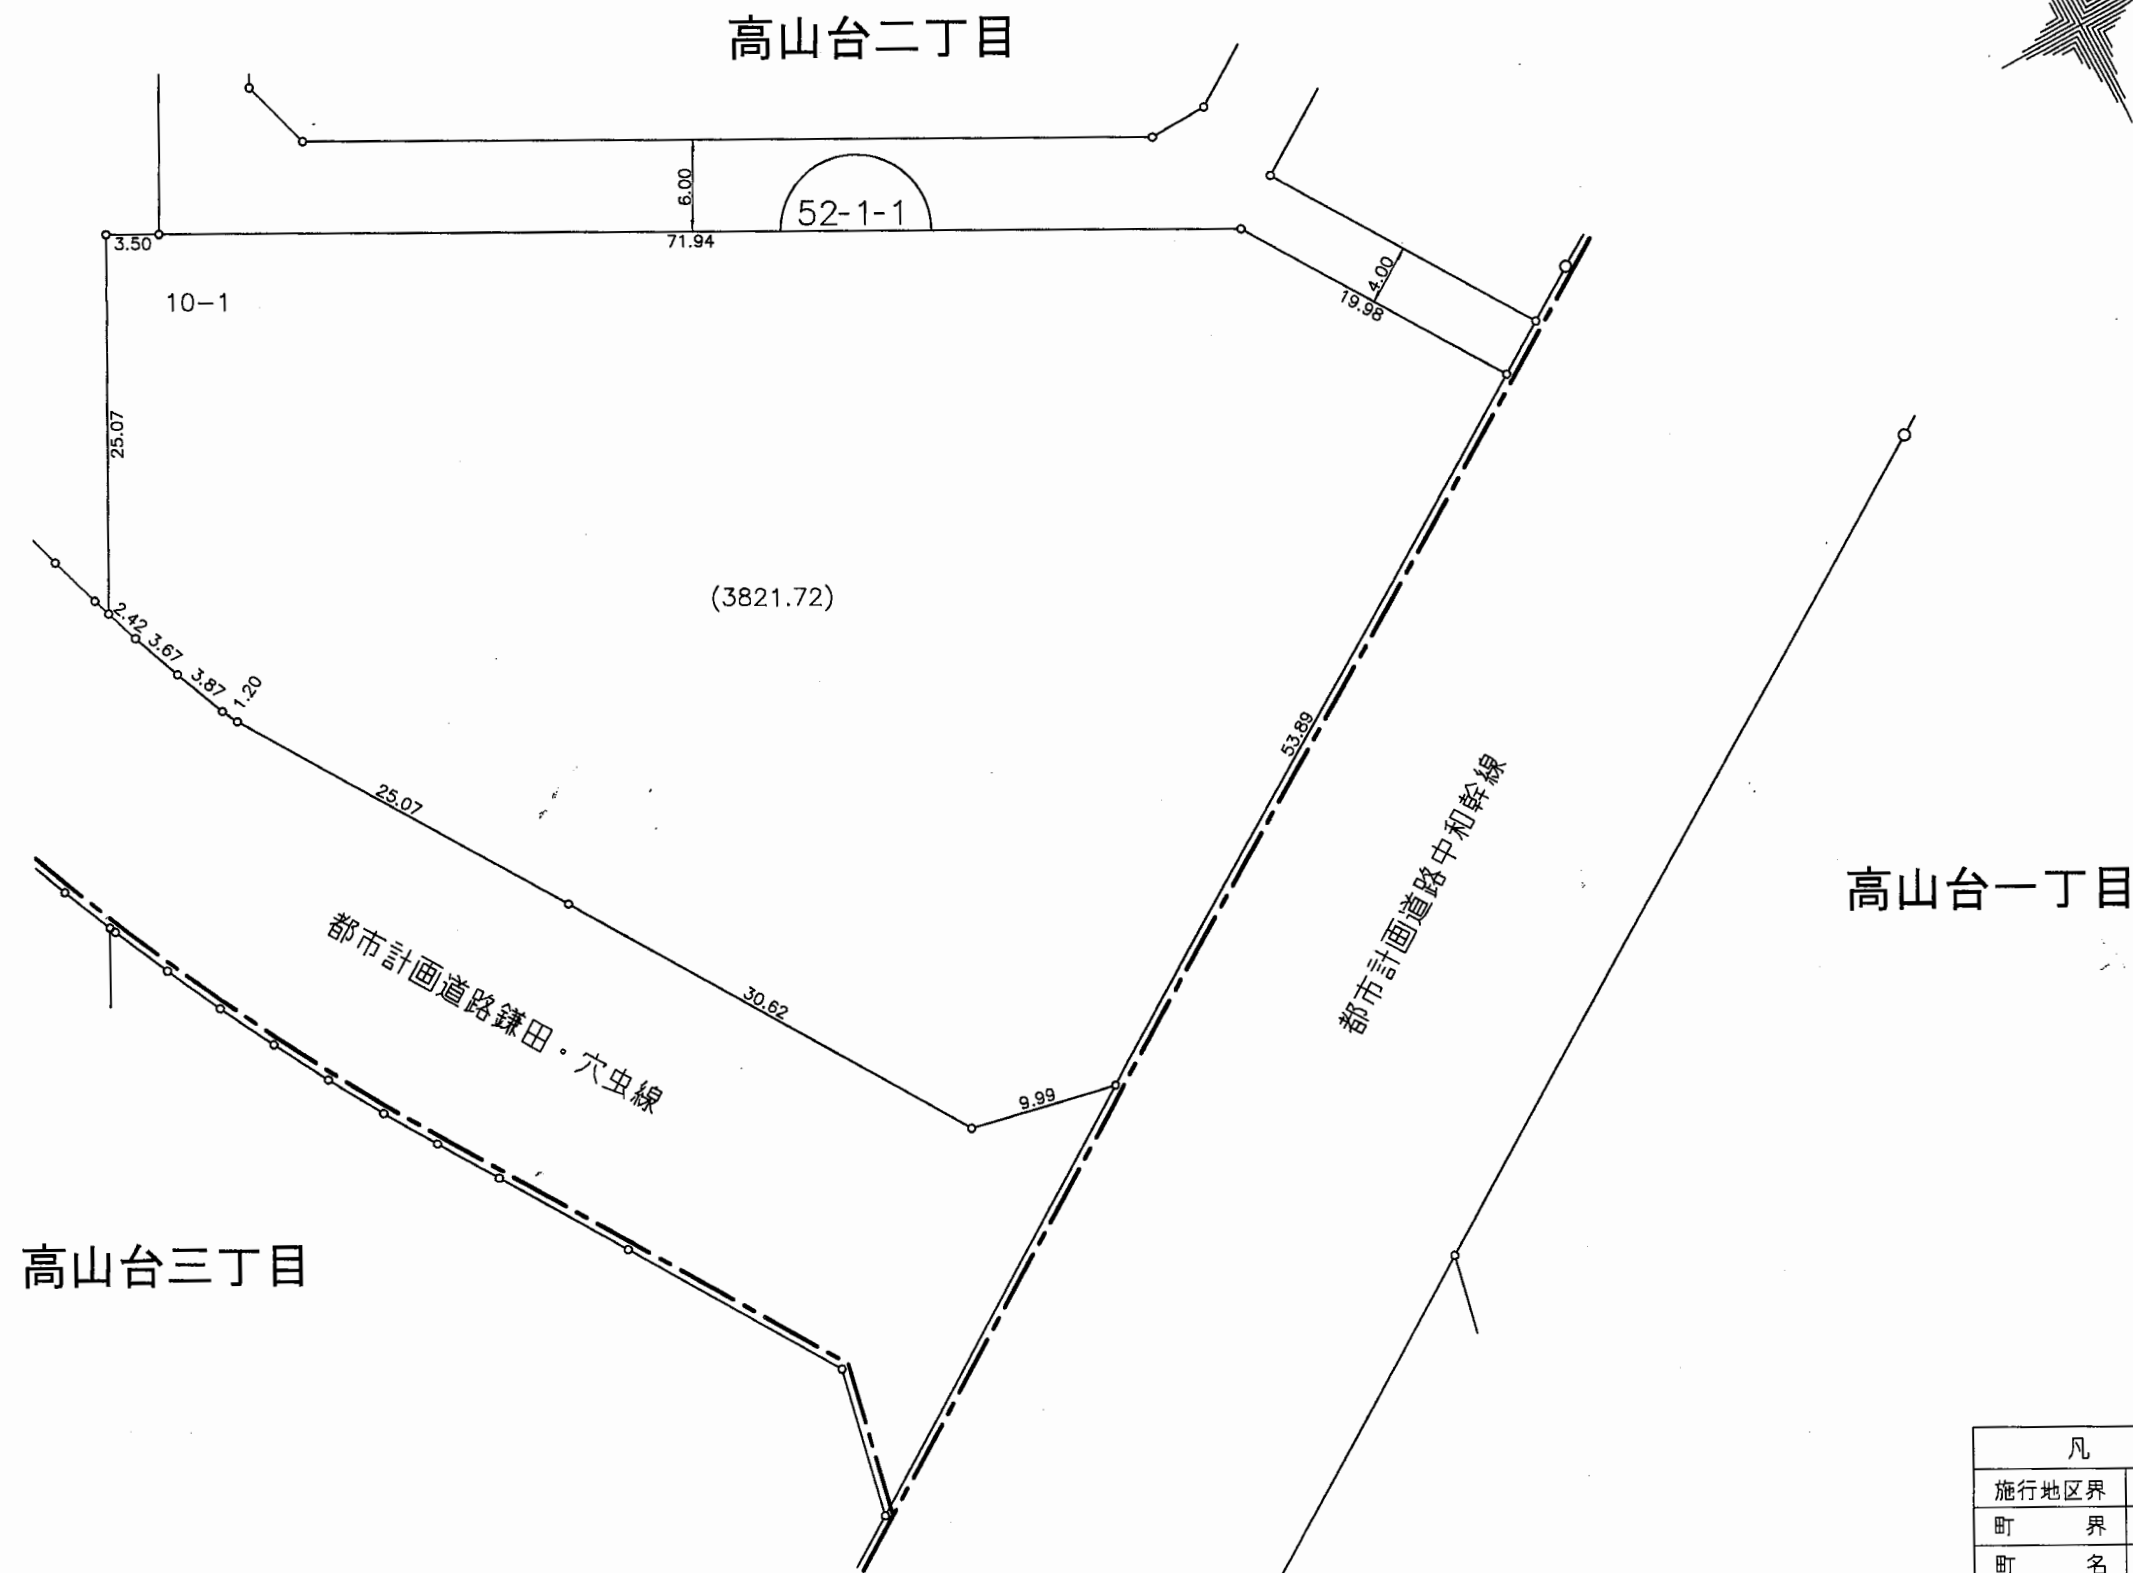 高山台二丁目
6.00
52-1-1
3.50
71.94
10-1
4.00
19.98
25.07
(3821.72)
2.42
3.67
3.87
1.20
25.07
53.89
30.62
9.99
都市計画道路中和幹線
高山台一丁目
都市計画道路鎌田・穴虫線
高山台三丁目
凡
施行地区界
町 界
町 名